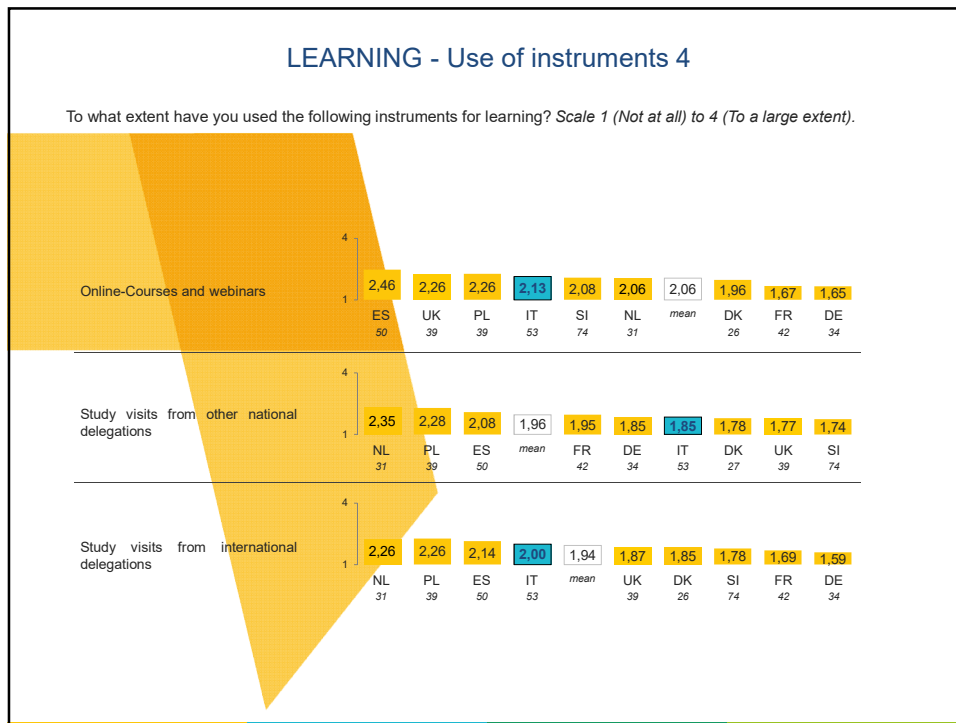 LEARNING - Use of instruments 4
To what extent have you used the following instruments for learning? Scale 1 (Not at all) to 4 (To a large extent).
4
Online-Courses and webinars
1
2,46 2,26 2,26 2,13 2,08 2,06 2,06 1,96 1,67 1,65
ES UK PL IT SI NL mean DK FR DE
50 39 39 53 74 31 26 42 34
4
Study visits from other national
delegations
1
2,35 2,28 2,08 1,96 1,95 1,85 1,85 1,78 1,77 1,74
NL PL ES mean FR DE IT DK UK SI
31 39 50 42 34 53 27 39 74
4
Study visits from international
delegations
1
2,26 2,26 2,14 2,00 1,94 1,87 1,85 1,78 1,69 1,59
NL PL ES IT mean UK DK SI FR DE
31 39 50 53 39 26 74 42 34